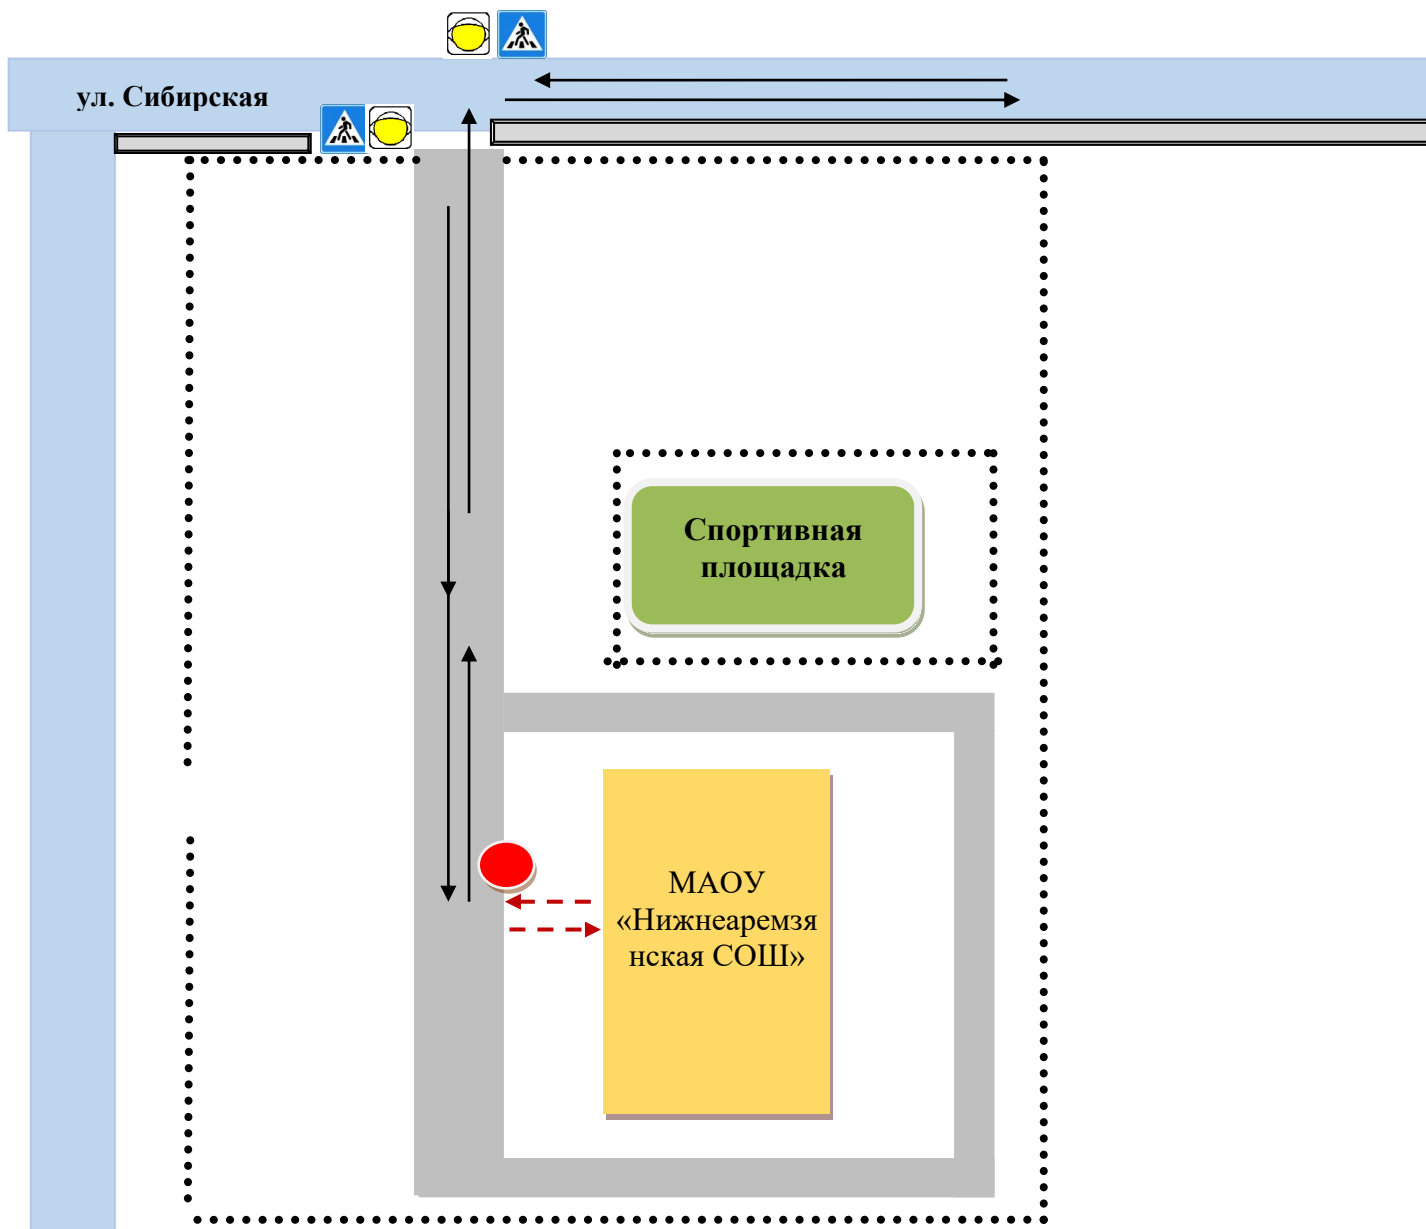 ул. Сибирская
Спортивная
площадка
МАОУ
«Нижнеаремзя
нская СОШ»